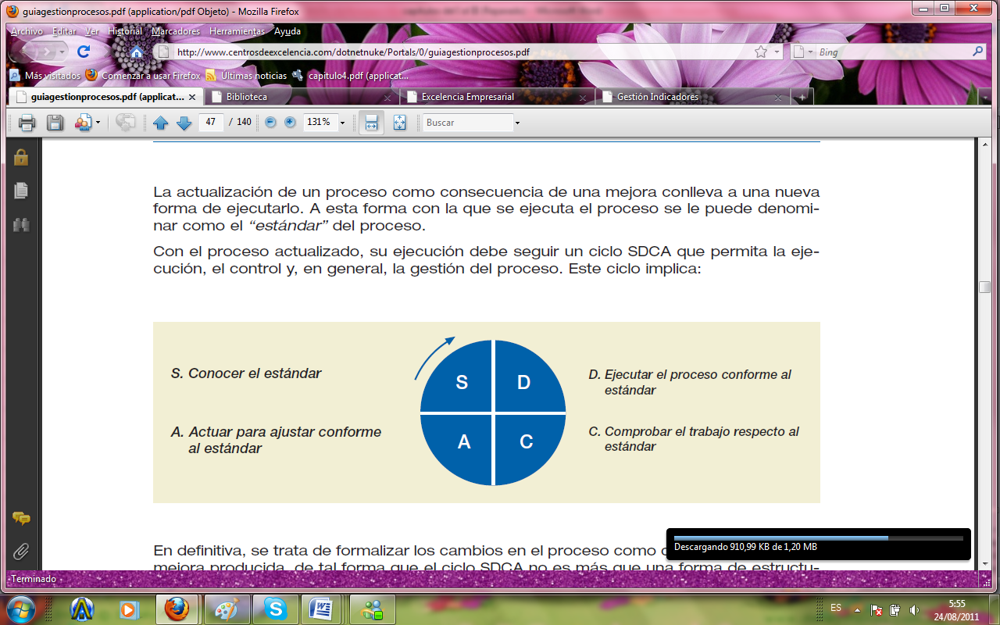 guiagestionprocesos.pdf (application/pdf Objeto) - Mozilla Firefox
Archivo Editar Ver Historial Marcadores Herramientas Ayuda
http://www.centrosdeexcelencia.com/dotnetnuke/Portals/0/guiagestionprocesos.pdf
Bing
Más visitados Comenzar a usar Firefox Últimas noticias capitulo4.pdf (applicat...
guiagestionprocesos.pdf (applicat... Biblioteca Excelencia Empresarial Gestión Indicadores
47 / 140 131% Buscar
La actualización de un proceso como consecuencia de una mejora conlleva a una nueva
forma de ejecutarlo. A esta forma con la que se ejecuta el proceso se le puede denomi-
nar como el “estándar” del proceso.
Con el proceso actualizado, su ejecución debe seguir un ciclo SDCA que permita la eje-
cución, el control y, en general, la gestión del proceso. Este ciclo implica:
S. Conocer el estándar
S D
D. Ejecutar el proceso conforme al
estándar
A. Actuar para ajustar conforme
al estándar
A C
C. Comprobar el trabajo respecto al
estándar
En definitiva, se trata de formalizar los cambios en el proceso como
mejora producida, de tal forma que el ciclo SDCA no es más que una forma de estructu-
Descargando 910,99 KB de 1,20 MB
Terminado
ES
5:55
24/08/2011